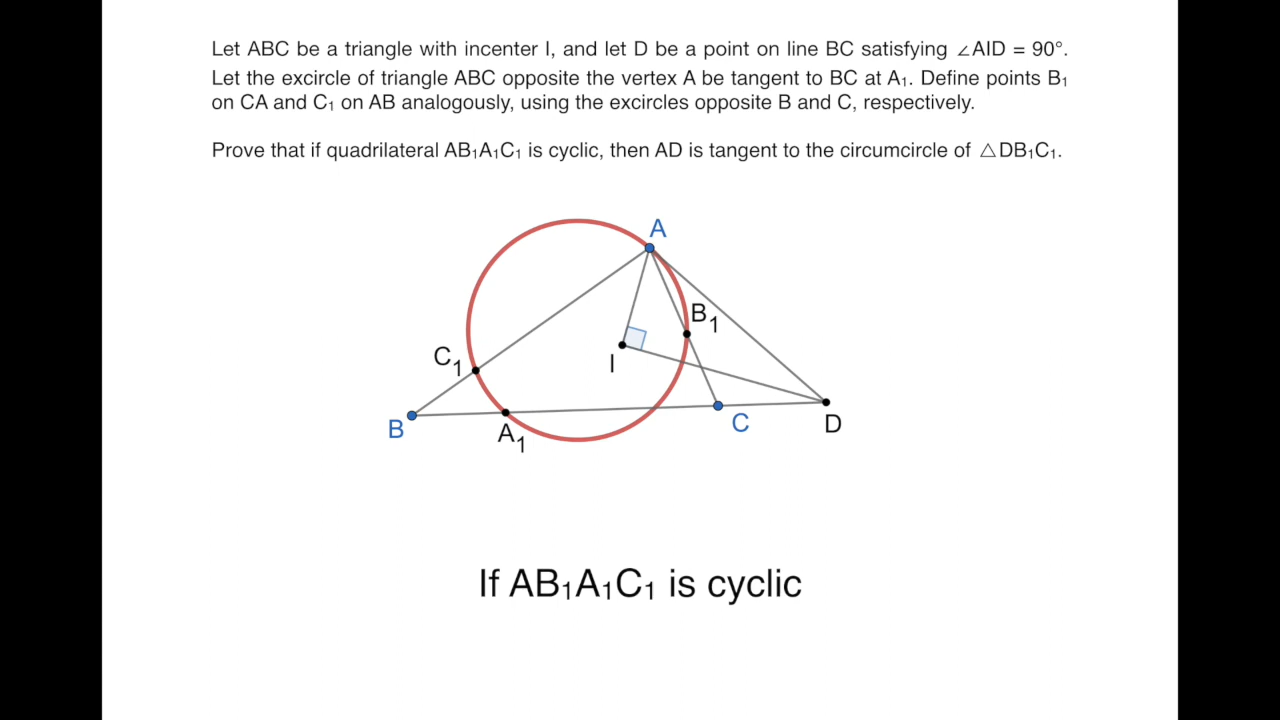 Let ABC be a triangle with incenter I, and let D be a point on line BC satisfying ∠AID = 90°.
Let the excircle of triangle ABC opposite the vertex A be tangent to BC at A₁. Define points B₁
on CA and C₁ on AB analogously, using the excircles opposite B and C, respectively.
Prove that if quadrilateral AB₁A₁C₁ is cyclic, then AD is tangent to the circumcircle of △DB₁C₁.
A
B₁
C₁
I
B
A₁
C
D
If AB₁A₁C₁ is cyclic